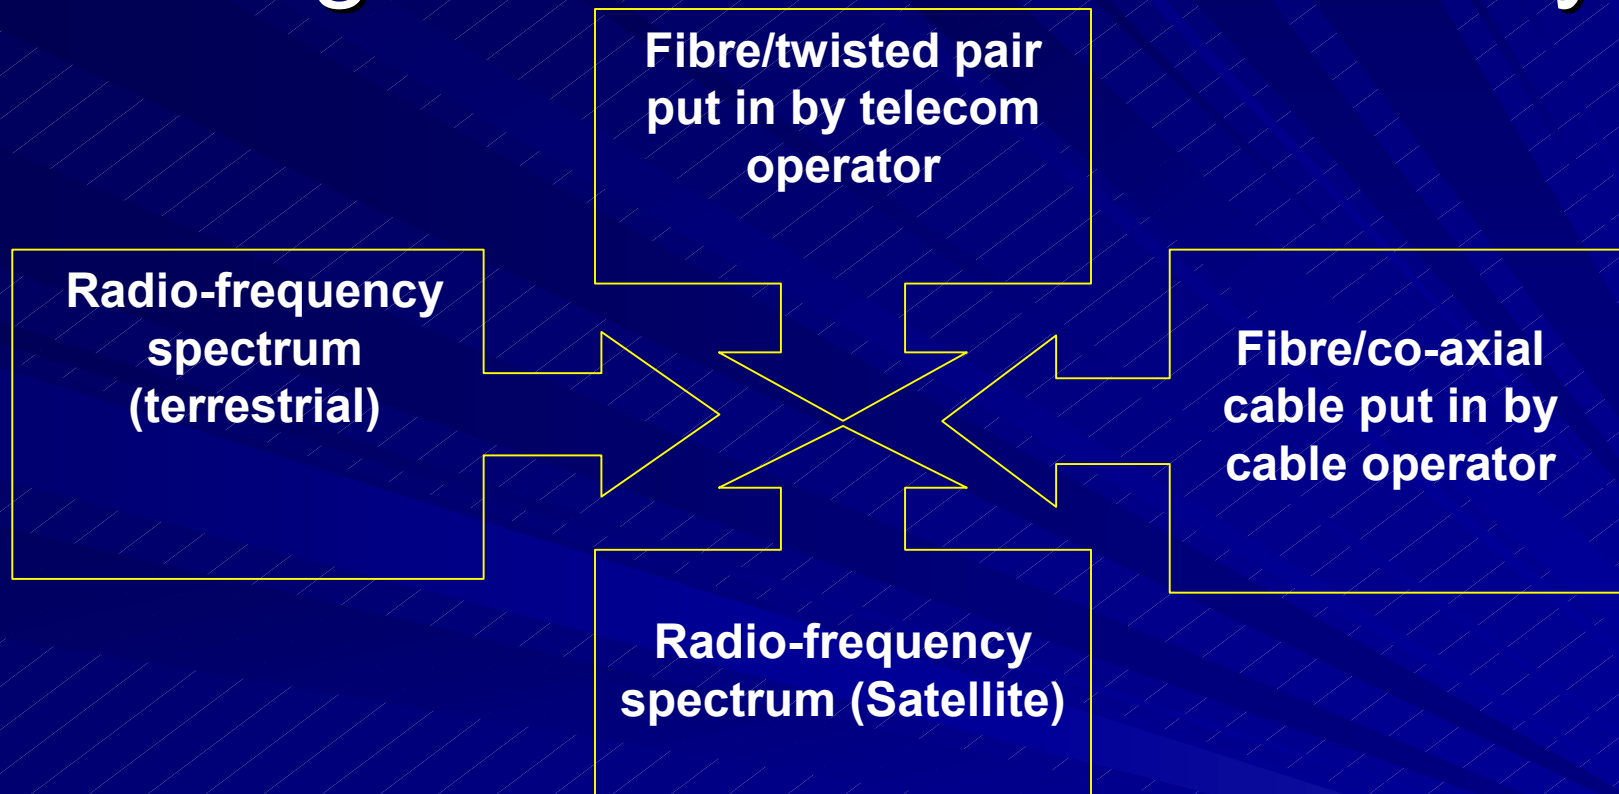 Fibre/twisted pair
put in by telecom
operator
Radio-frequency
spectrum
(terrestrial)
Fibre/co-axial
cable put in by
cable operator
Radio-frequency
spectrum (Satellite)